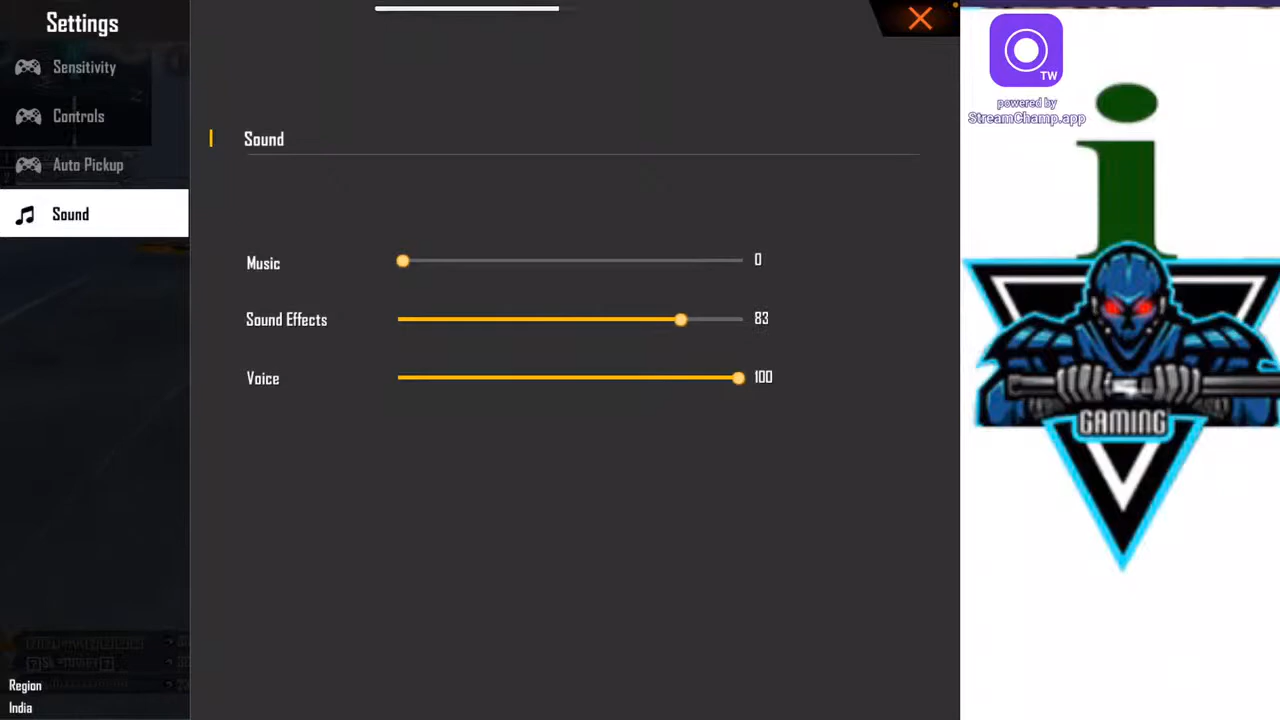 Settings
Sensitivity
Controls
Auto Pickup
Sound
Sound
Music 0
Sound Effects 83
Voice 100
Region
India
TW
powered by
StreamChamp.app
i
GAMING